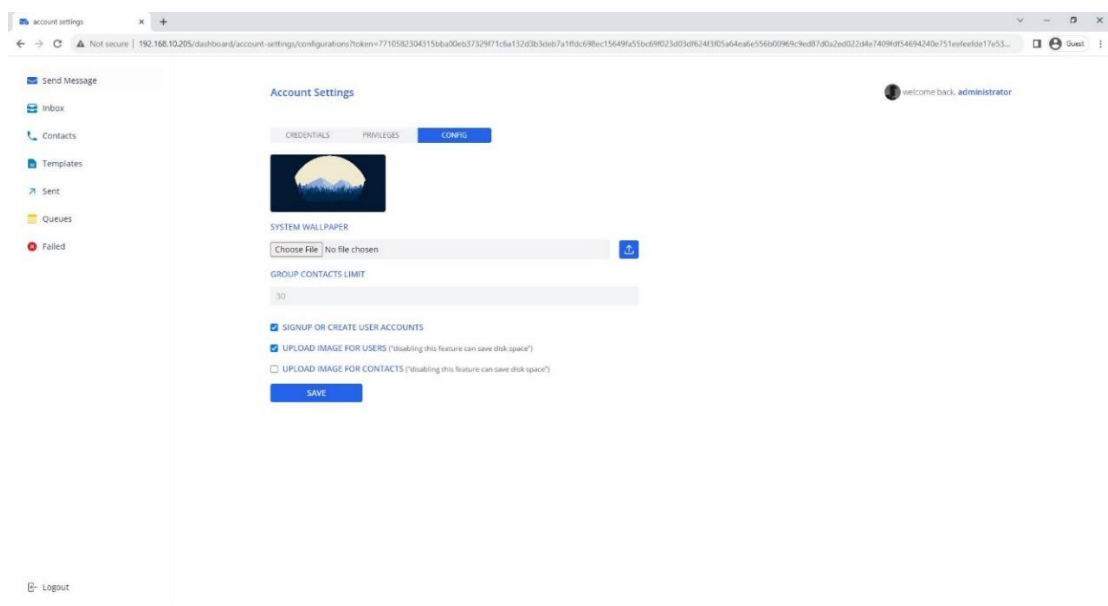 account settings
Not secure | 192.168.10.205/dashboard/account-settings/configurations?token=
Guest
Send Message
Inbox
Contacts
Templates
Sent
Queues
Failed
Logout
Account Settings
welcome back, administrator
CREDENTIALS PRIVILEGES CONFIG
SYSTEM WALLPAPER
Choose File No file chosen
GROUP CONTACTS LIMIT
30
SIGNUP OR CREATE USER ACCOUNTS
UPLOAD IMAGE FOR USERS ("disabling this feature can save disk space")
UPLOAD IMAGE FOR CONTACTS ("disabling this feature can save disk space")
SAVE